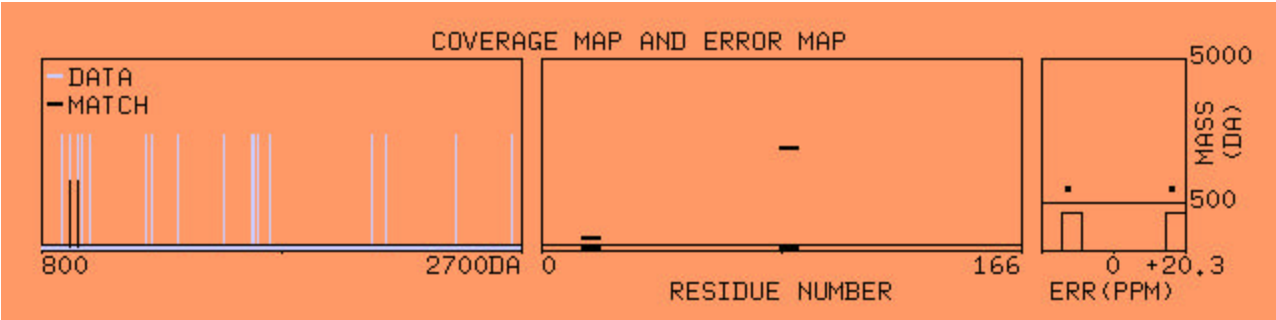 COVERAGE MAP AND ERROR MAP
DATA
MATCH
800
2700DA
0
166
RESIDUE NUMBER
5000
MASS
(DA)
500
0
+20.3
ERR(PPM)